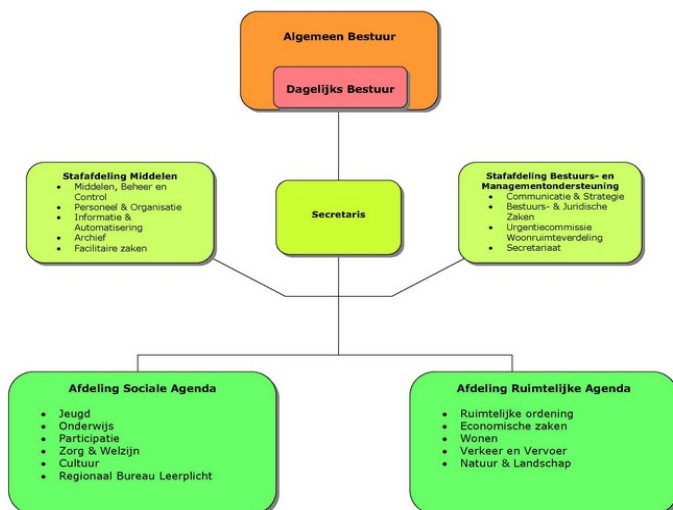 Algemeen Bestuur
Dagelijks Bestuur
Stafafdeling Middelen
• Middelen, Beheer en
Control
• Personeel & Organisatie
• Informatie &
Automatisering
• Archief
• Facilitaire zaken
Secretaris
Stafafdeling Bestuurs- en
Managementondersteuning
• Communicatie & Strategie
• Bestuurs- & Juridische
Zaken
• Urgentiecommissie
Woonruimteverdeling
• Secretariaat
Afdeling Sociale Agenda
• Jeugd
• Onderwijs
• Participatie
• Zorg & Welzijn
• Cultuur
• Regionaal Bureau Leerplicht
Afdeling Ruimtelijke Agenda
• Ruimtelijke ordening
• Economische zaken
• Wonen
• Verkeer en Vervoer
• Natuur & Landschap